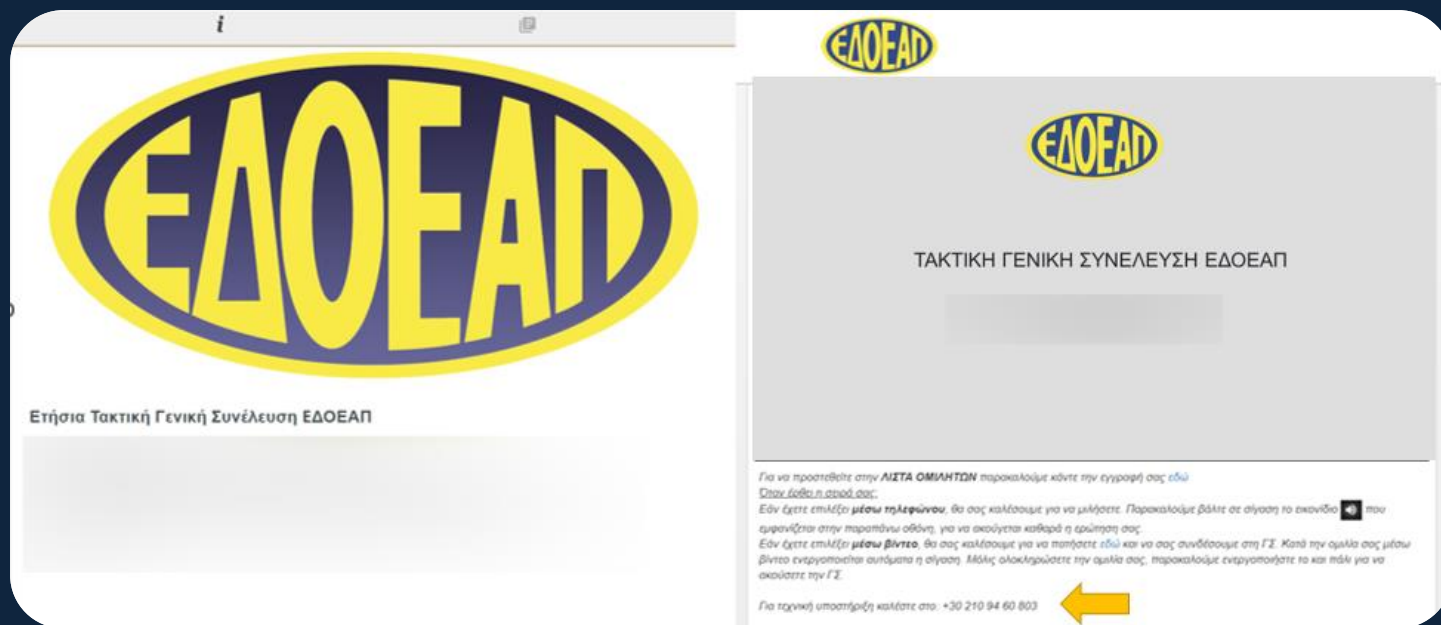 i
ΕΔΟΕΑΠ
Ετήσια Τακτική Γενική Συνέλευση ΕΔΟΕΑΠ
ΕΔΟΕΑΠ
ΕΔΟΕΑΠ
ΤΑΚΤΙΚΗ ΓΕΝΙΚΗ ΣΥΝΕΛΕΥΣΗ ΕΔΟΕΑΠ
Για να προστεθείτε στην ΛΙΣΤΑ ΟΜΙΛΗΤΩΝ παρακαλούμε κάντε την εγγραφή σας εδώ
Όταν έρθει η σειρά σας:
Εάν έχετε επιλέξει μέσω τηλεφώνου, θα σας καλέσουμε για να μιλήσετε. Παρακαλούμε βάλτε σε σίγαση το εικονίδιο που
εμφανίζεται στην παραπάνω οθόνη, για να ακούγεται καθαρά η ερώτηση σας.
Εάν έχετε επιλέξει μέσω βίντεο, θα σας καλέσουμε για να πατήσετε εδώ και να σας συνδέσουμε στη ΓΣ. Κατά την ομιλία σας μέσω
βίντεο ενεργοποιείται αυτόματα η σίγαση. Μόλις ολοκληρώσετε την ομιλία σας, παρακαλούμε ενεργοποιήστε το και πάλι για να
ακούσετε την ΓΣ.
Για τεχνική υποστήριξη καλέστε στο: +30 210 94 60 803